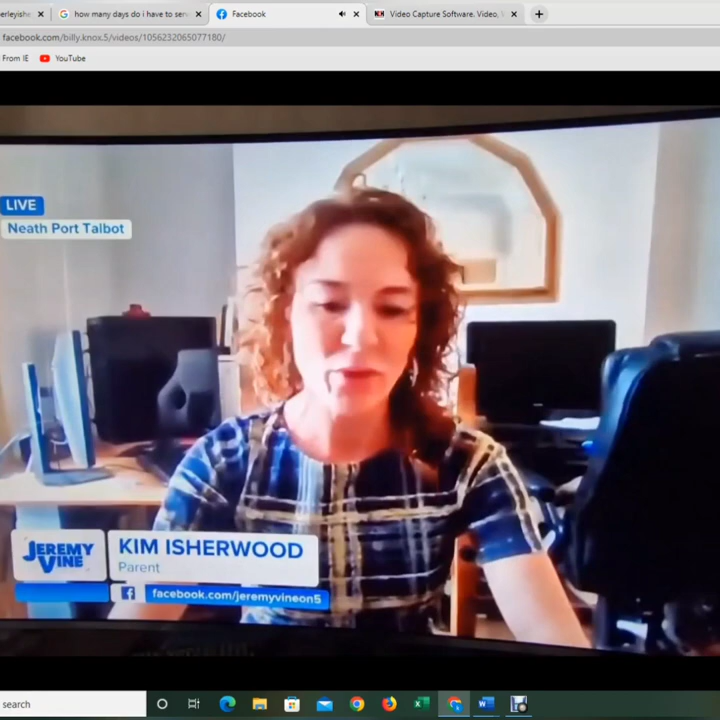 erleyishe
how many days do i have to serv
Facebook
Video Capture Software. Video,
facebook.com/billy.knox.5/videos/1056232065077180/
From IE
YouTube
LIVE
Neath Port Talbot
JEREMY
VINE
KIM ISHERWOOD
Parent
facebook.com/jeremyvineon5
search